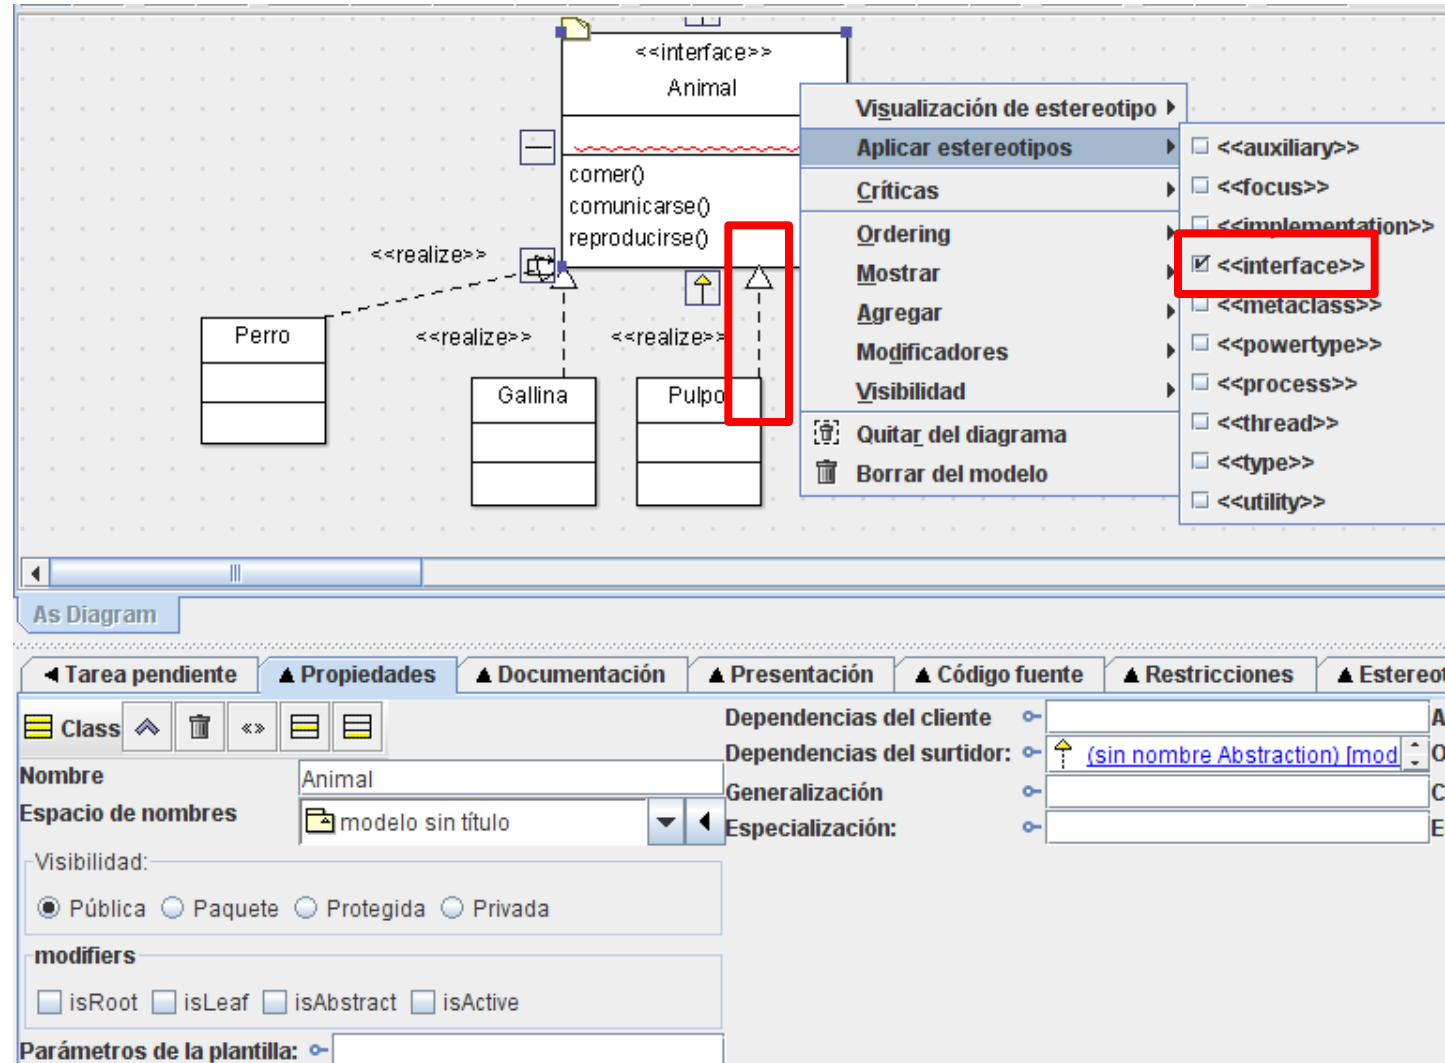 <<interface>>
Animal
comer()
comunicarse()
reproducirse()
<<realize>>
<<realize>>
<<realize>>
Perro
Gallina
Pulpo
Visualización de estereotipo
Aplicar estereotipos
Críticas
Ordering
Mostrar
Agregar
Modificadores
Visibilidad
Quitar del diagrama
Borrar del modelo
<<auxiliary>>
<<focus>>
<<implementation>>
<<interface>>
<<metaclass>>
<<powertype>>
<<process>>
<<thread>>
<<type>>
<<utility>>
As Diagram
Tarea pendiente
Propiedades
Documentación
Presentación
Código fuente
Restricciones
Estereot
Class
«»
Nombre
Animal
Espacio de nombres
modelo sin título
Visibilidad:
Pública Paquete Protegida Privada
modifiers
isRoot isLeaf isAbstract isActive
Parámetros de la plantilla:
Dependencias del cliente
Dependencias del surtidor:
(sin nombre Abstraction) [mod
Generalización
Especialización:
A
O
C